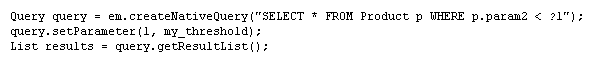 Query query = em.createNativeQuery("SELECT * FROM Product p WHERE p.param2 < ?1");
query.setParameter(1, my_threshold);
List results = query.getResultList();